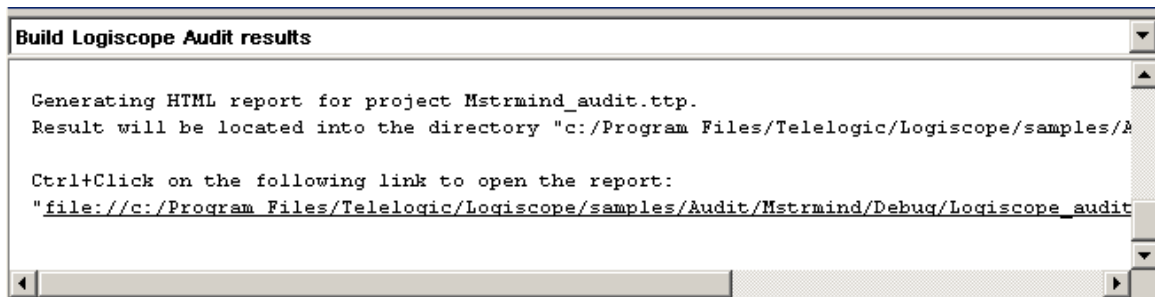 Build Logiscope Audit results
Generating HTML report for project Mstrmind_audit.ttp.
Result will be located into the directory "c:/Program Files/Telelogic/Logiscope/samples/A
Ctrl+Click on the following link to open the report:
"file://c:/Program Files/Telelogic/Logiscope/samples/Audit/Mstrmind/Debug/Logiscope_audit